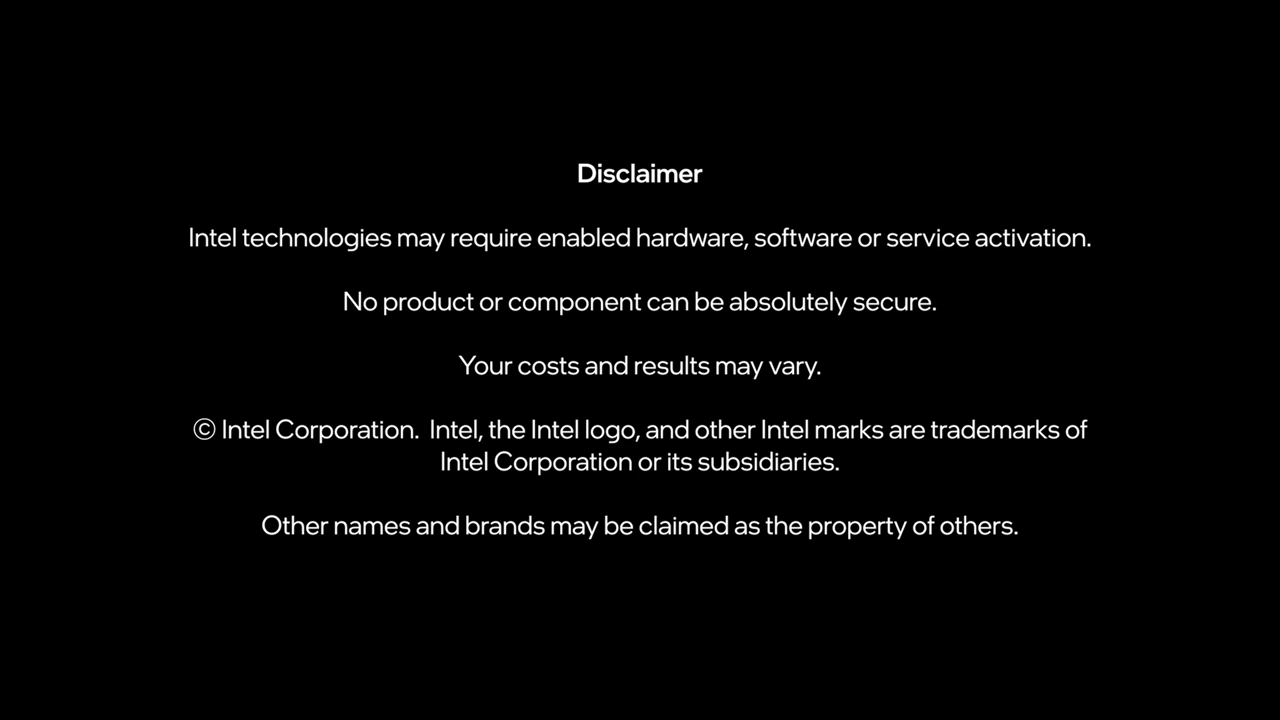 Disclaimer
Intel technologies may require enabled hardware, software or service activation.
No product or component can be absolutely secure.
Your costs and results may vary.
© Intel Corporation.  Intel, the Intel logo, and other Intel marks are trademarks of
Intel Corporation or its subsidiaries.
Other names and brands may be claimed as the property of others.